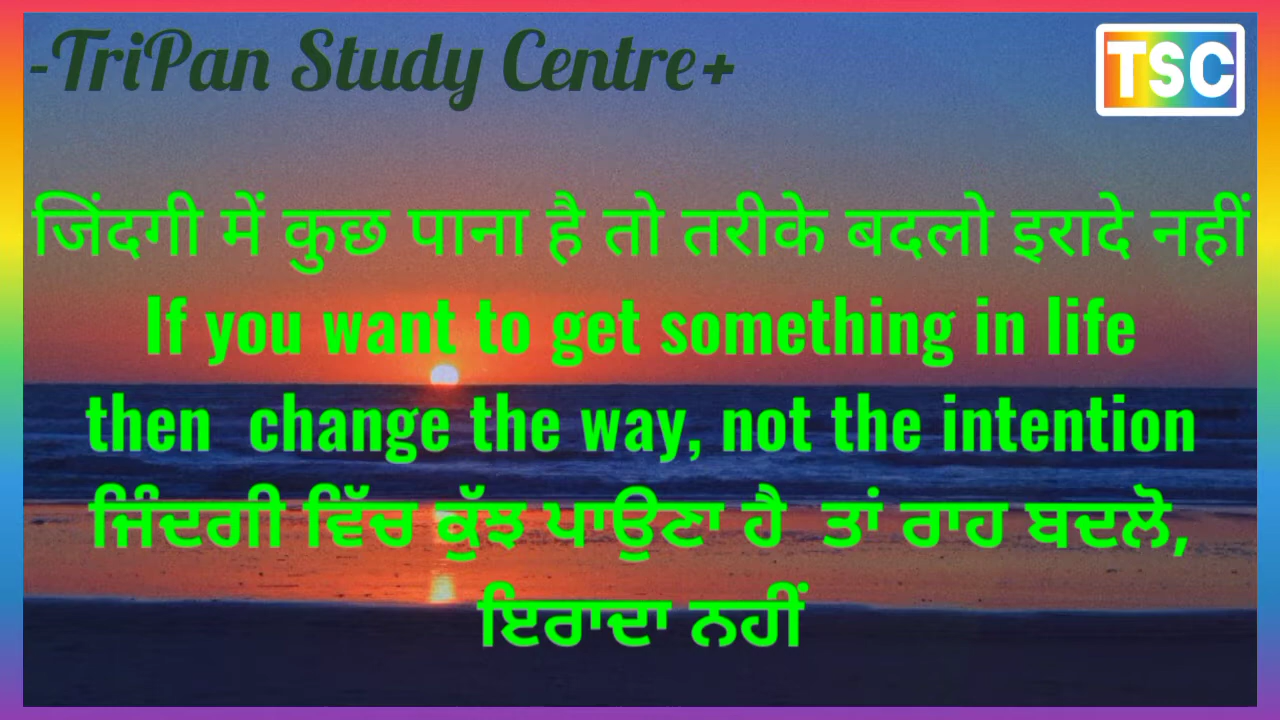 -TriPan Study Centre+
TSC
जिंदगी में कुछ पाना है तो तरीके बदलो इरादे नहीं
If you want to get something in life
then  change the way, not the intention
ਜਿੰਦਗੀ ਵਿੱਚ ਕੁੱਝ ਪਾਉਣਾ ਹੈ  ਤਾਂ ਰਾਹ ਬਦਲੋ,
ਇਰਾਦਾ ਨਹੀਂ